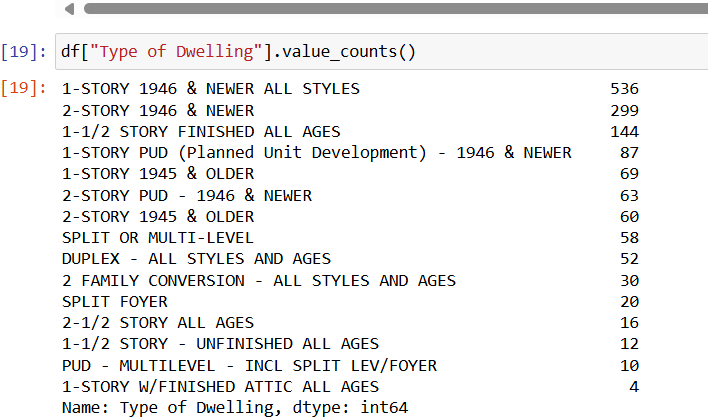 [19]: df["Type of Dwelling"].value_counts()
[19]: 1-STORY 1946 & NEWER ALL STYLES 536
2-STORY 1946 & NEWER 299
1-1/2 STORY FINISHED ALL AGES 144
1-STORY PUD (Planned Unit Development) - 1946 & NEWER 87
1-STORY 1945 & OLDER 69
2-STORY PUD - 1946 & NEWER 63
2-STORY 1945 & OLDER 60
SPLIT OR MULTI-LEVEL 58
DUPLEX - ALL STYLES AND AGES 52
2 FAMILY CONVERSION - ALL STYLES AND AGES 30
SPLIT FOYER 20
2-1/2 STORY ALL AGES 16
1-1/2 STORY - UNFINISHED ALL AGES 12
PUD - MULTILEVEL - INCL SPLIT LEV/FOYER 10
1-STORY W/FINISHED ATTIC ALL AGES 4
Name: Type of Dwelling, dtype: int64